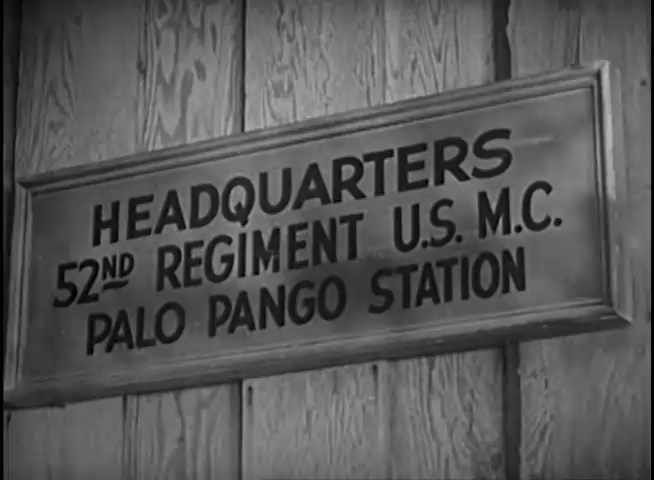 HEADQUARTERS
52ND REGIMENT U.S.M.C.
PALO PANGO STATION